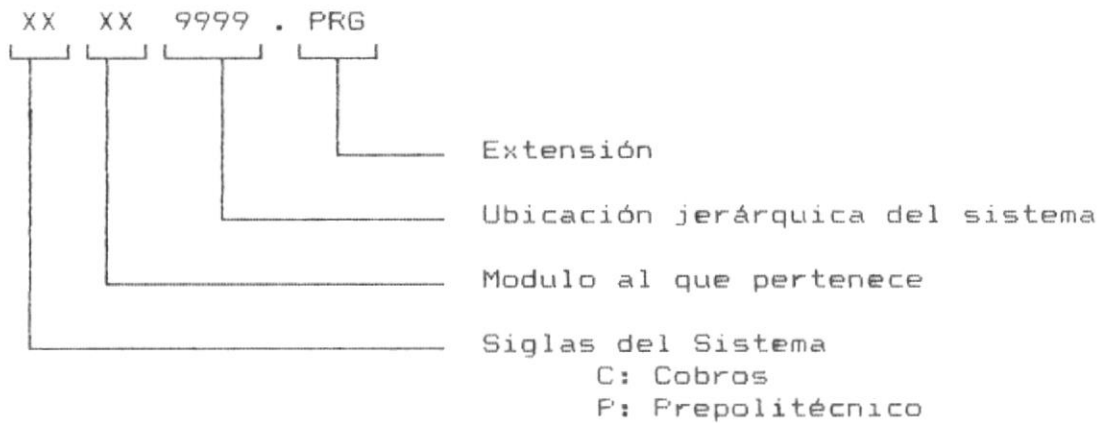 XX XX 9999 . PRG
Extensión
Ubicación jerárquica del sistema
Modulo al que pertenece
Siglas del Sistema
C: Cobros
P: Prepolitécnico